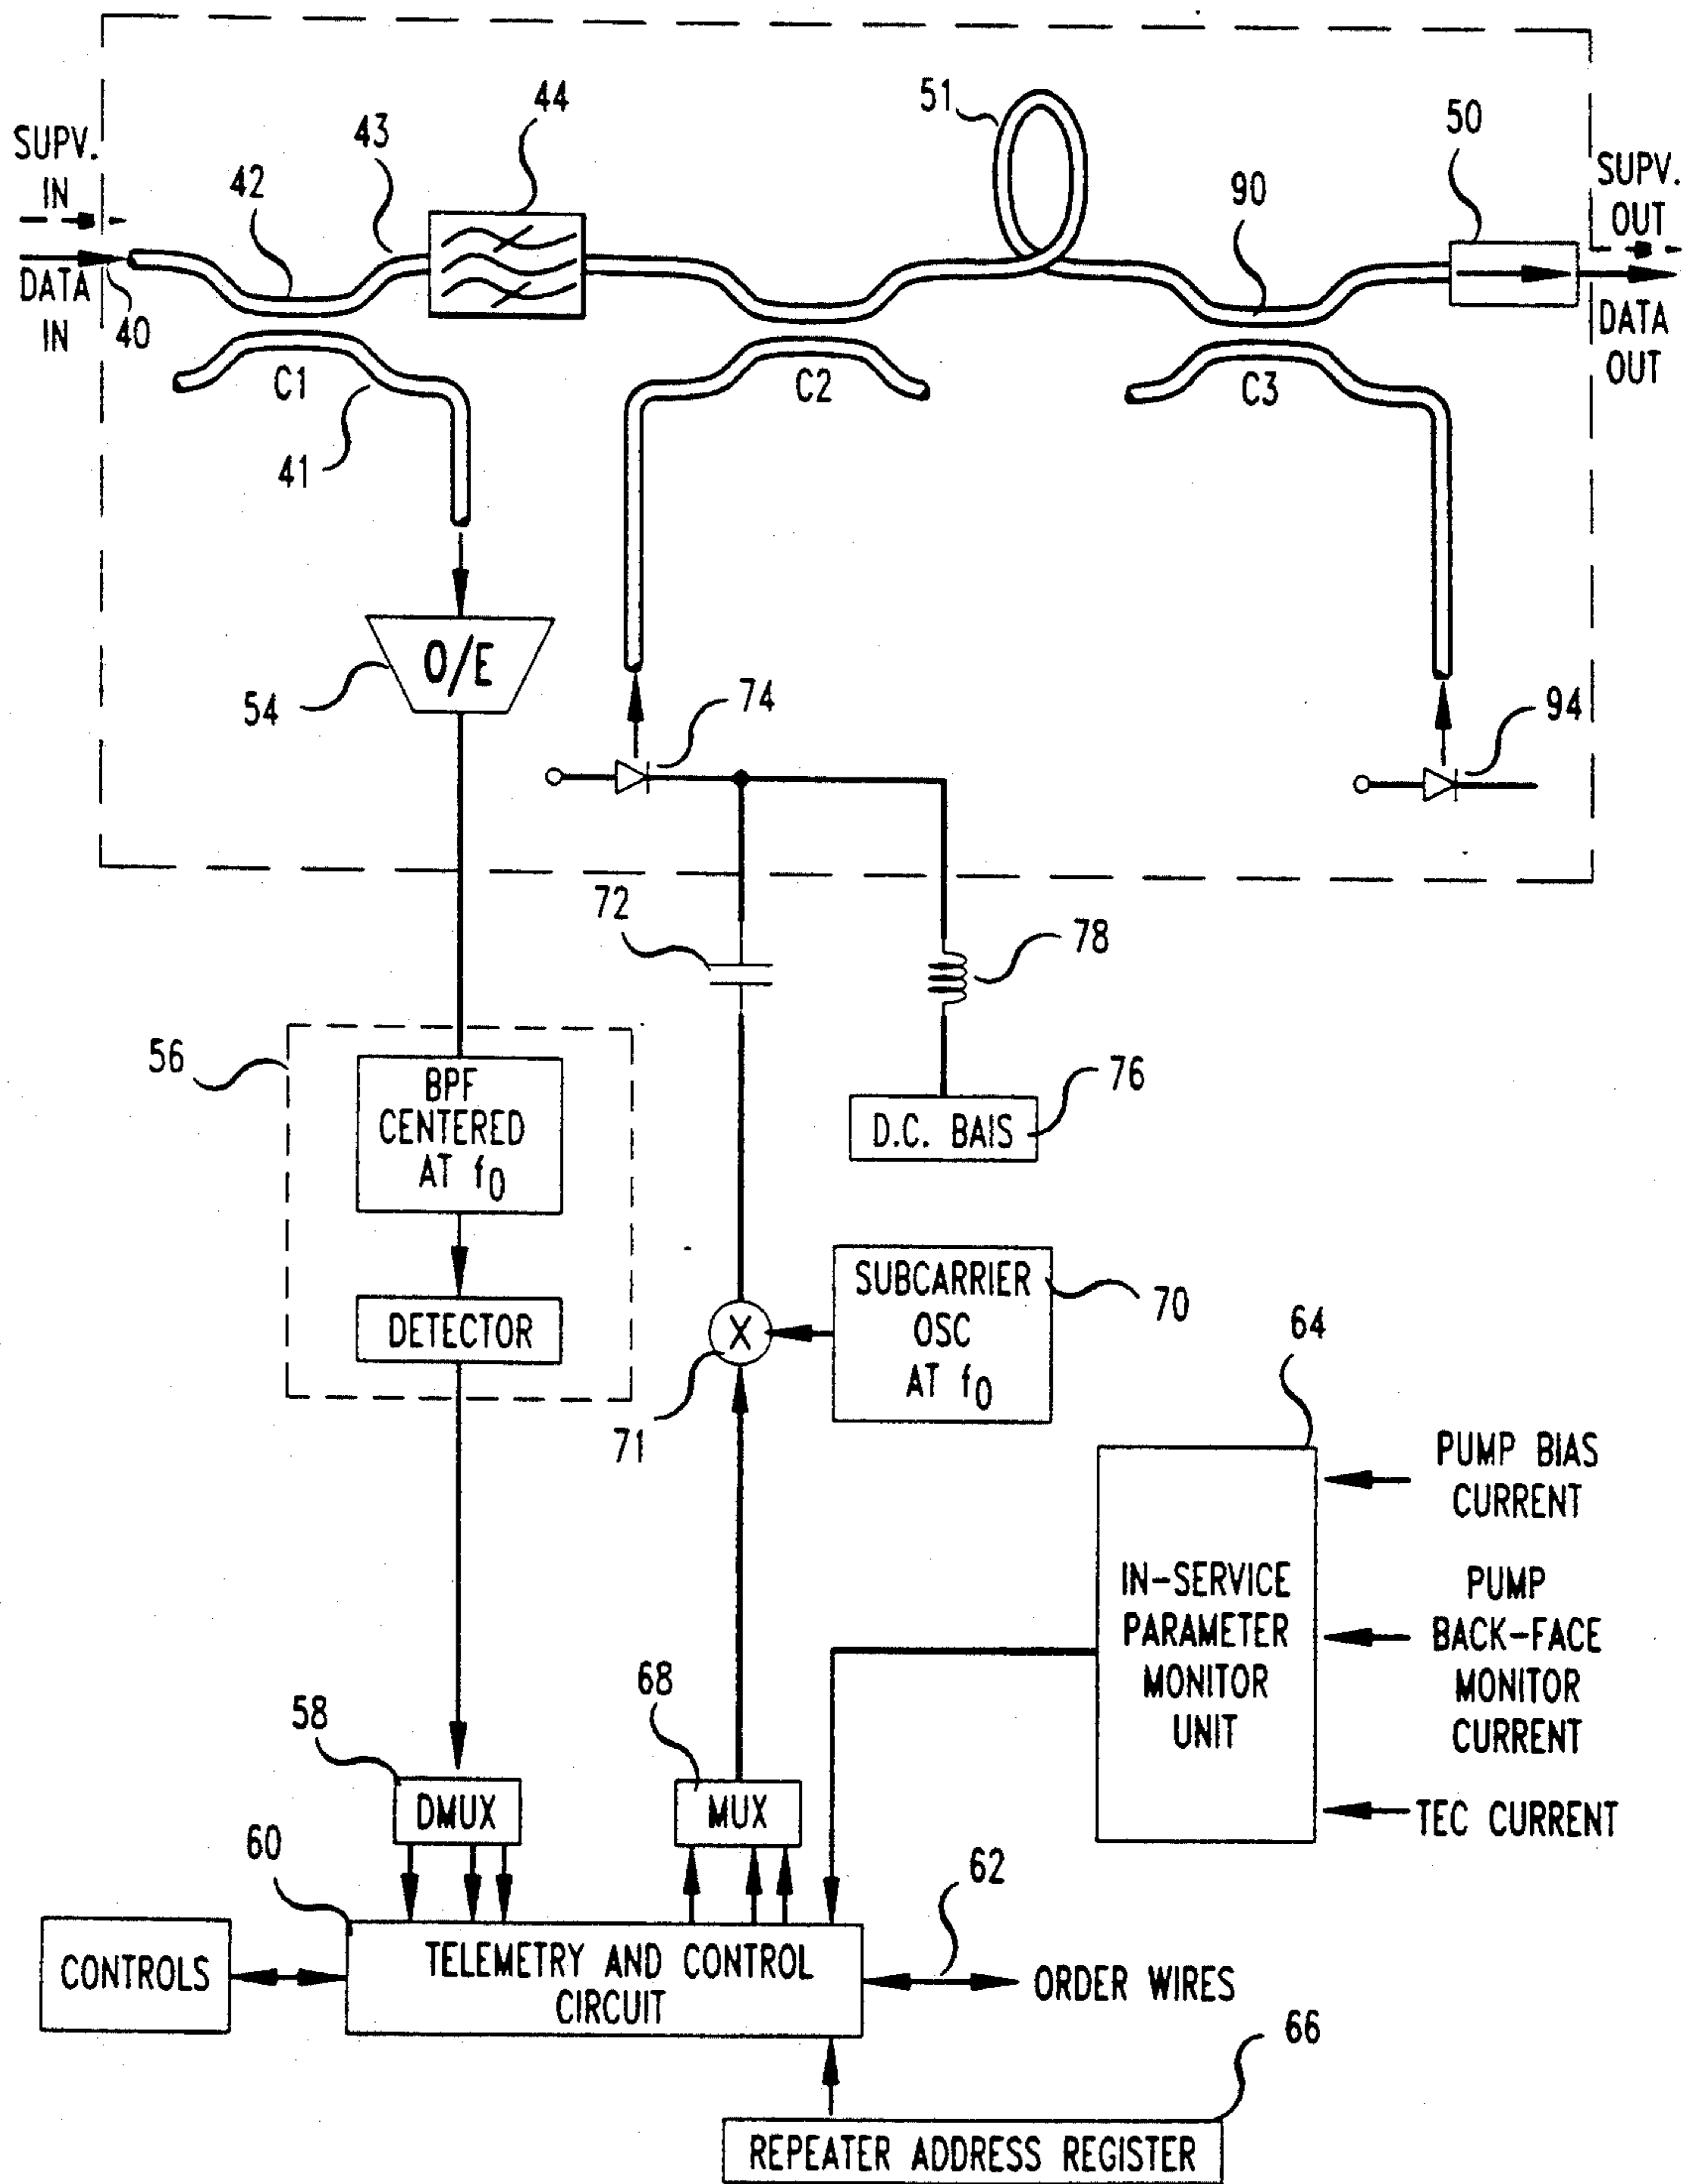 SUPV.
IN
DATA
IN
40
42
43
44
51
90
50
SUPV.
OUT
DATA
OUT
C1
C2
C3
41
O/E
54
74
94
72
78
56
BPF
CENTERED
AT f0
76
D.C. BAIS
DETECTOR
SUBCARRIER
OSC
AT f0
70
X
71
64
PUMP BIAS
CURRENT
IN-SERVICE
PARAMETER
MONITOR
UNIT
PUMP
BACK-FACE
MONITOR
CURRENT
TEC CURRENT
58
DMUX
68
MUX
60
62
CONTROLS
TELEMETRY AND CONTROL
CIRCUIT
ORDER WIRES
66
REPEATER ADDRESS REGISTER